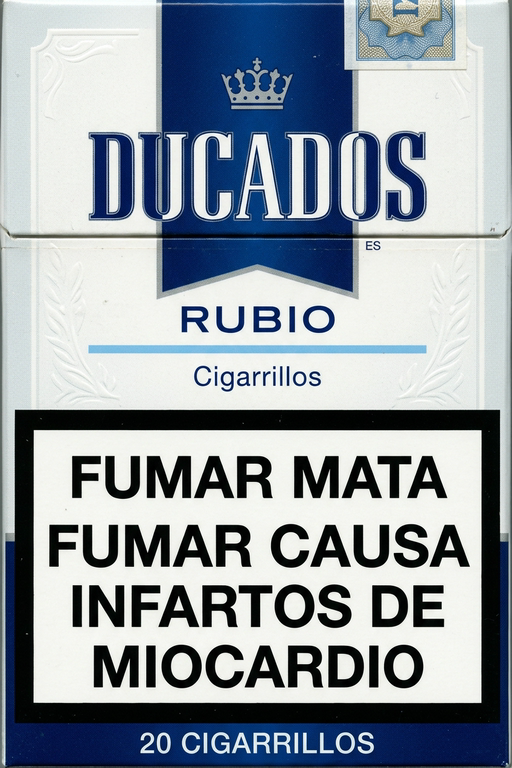 DUCADOS
ES
RUBIO
Cigarrillos
FUMAR MATA
FUMAR CAUSA
INFARTOS DE
MIOCARDIO
20 CIGARRILLOS